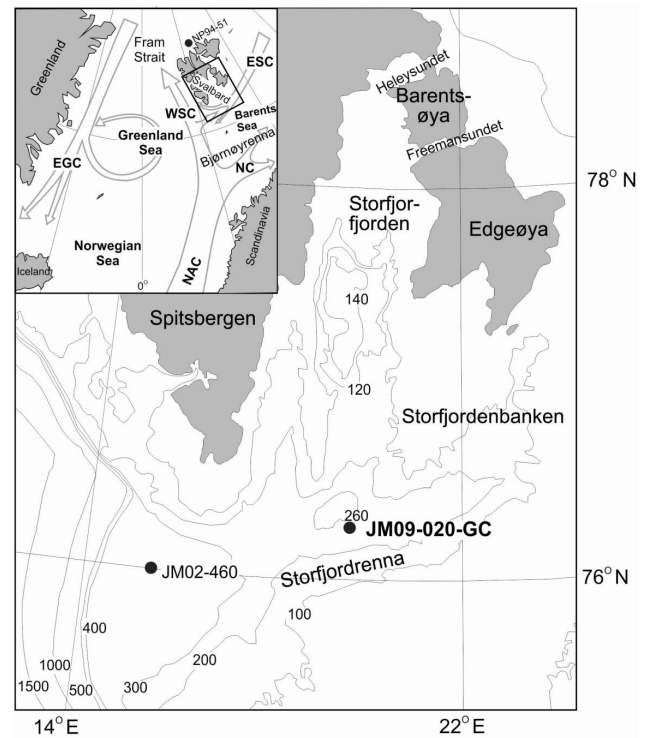 NP94-51
Fram
Strait
ESC
Greenland
Svalbard
WSC
Barents
Sea
Greenland
Sea
Bjørnøyrenna
EGC
NC
Norwegian
Sea
Scandinavia
NAC
Iceland
0°
Heleysundet
Barents-
øya
Freemansundet
78° N
Storfjor-
fjorden
Edgeøya
140
Spitsbergen
120
Storfjordenbanken
260
JM09-020-GC
JM02-460
Storfjordrenna
76° N
100
400
200
1000
1500
500
300
14° E
22° E